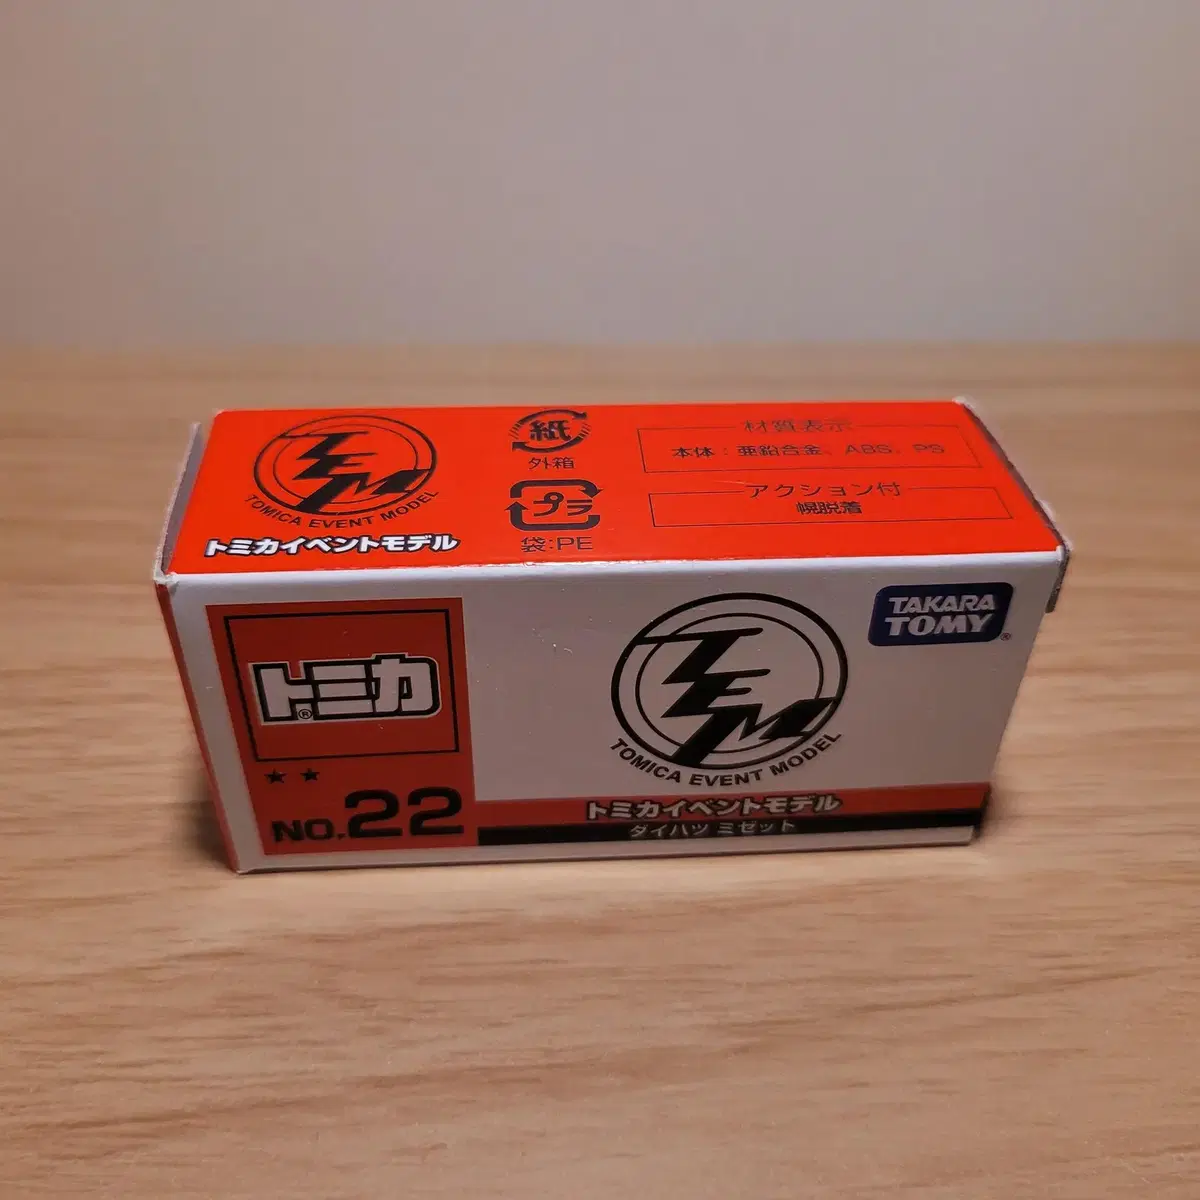 TEM
TOMICA EVENT MODEL
トミカイベントモデル
紙
外箱
プラ
袋:PE
材質表示
本体：亜鉛合金、ABS、PS
アクション付
幌脱着
トミカ®
★★
NO.22
TEM
TOMICA EVENT MODEL
TAKARA
TOMY®
トミカイベントモデル
ダイハツ ミゼット